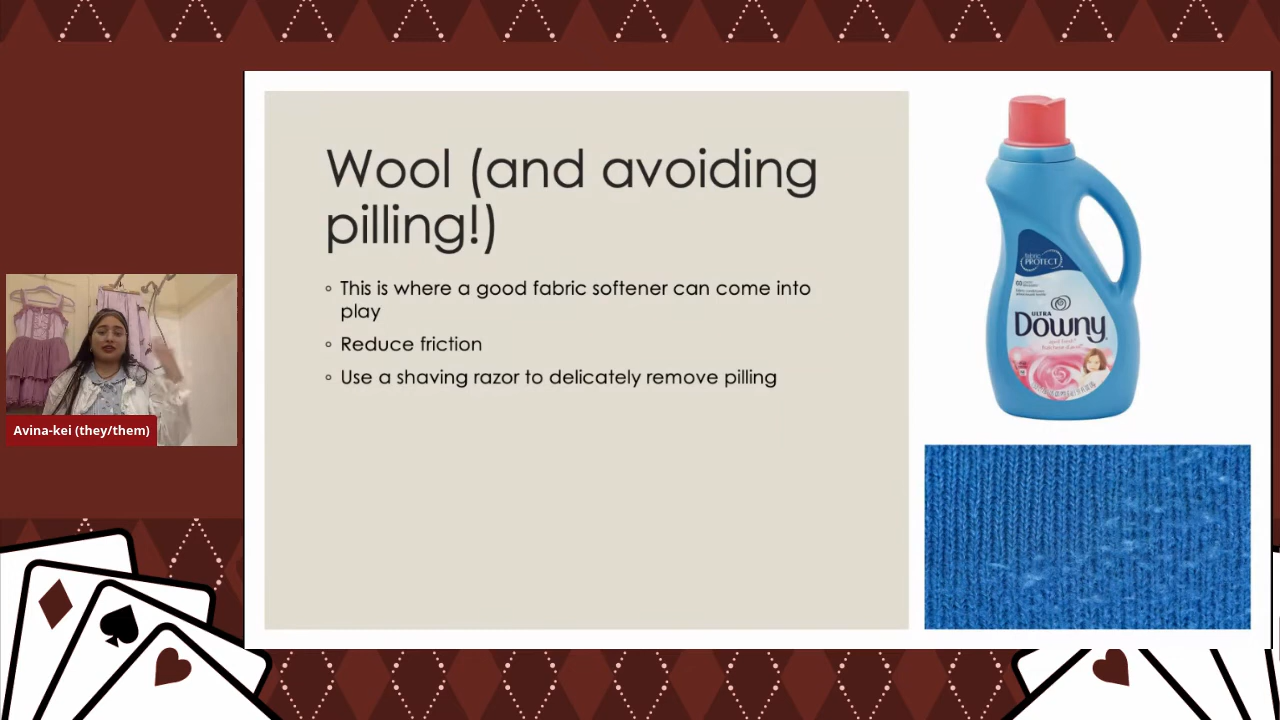 Wool (and avoiding
pilling!)
◦ This is where a good fabric softener can come into
play
◦ Reduce friction
◦ Use a shaving razor to delicately remove pilling
Avina-kei (they/them)
PROTECT
ULTRA
Downy